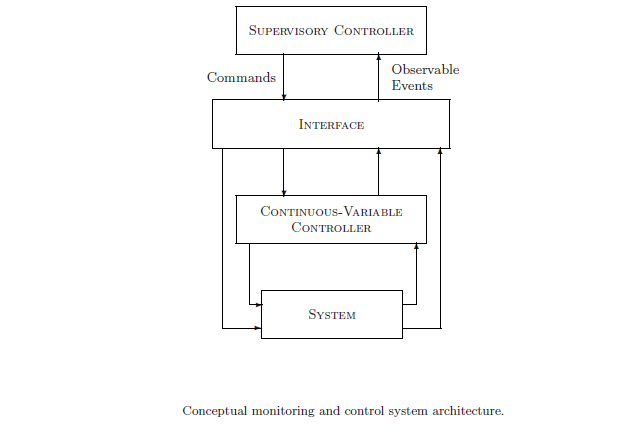 Supervisory Controller
Commands
Observable
Events
Interface
Continuous-Variable
Controller
System
Conceptual monitoring and control system architecture.